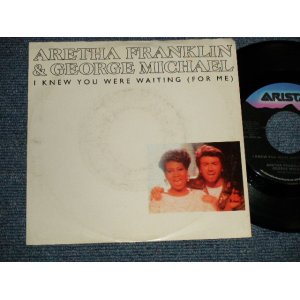 ARETHA FRANKLIN
& GEORGE MICHAEL
I KNEW YOU WERE WAITING (FOR ME)
ARISTA